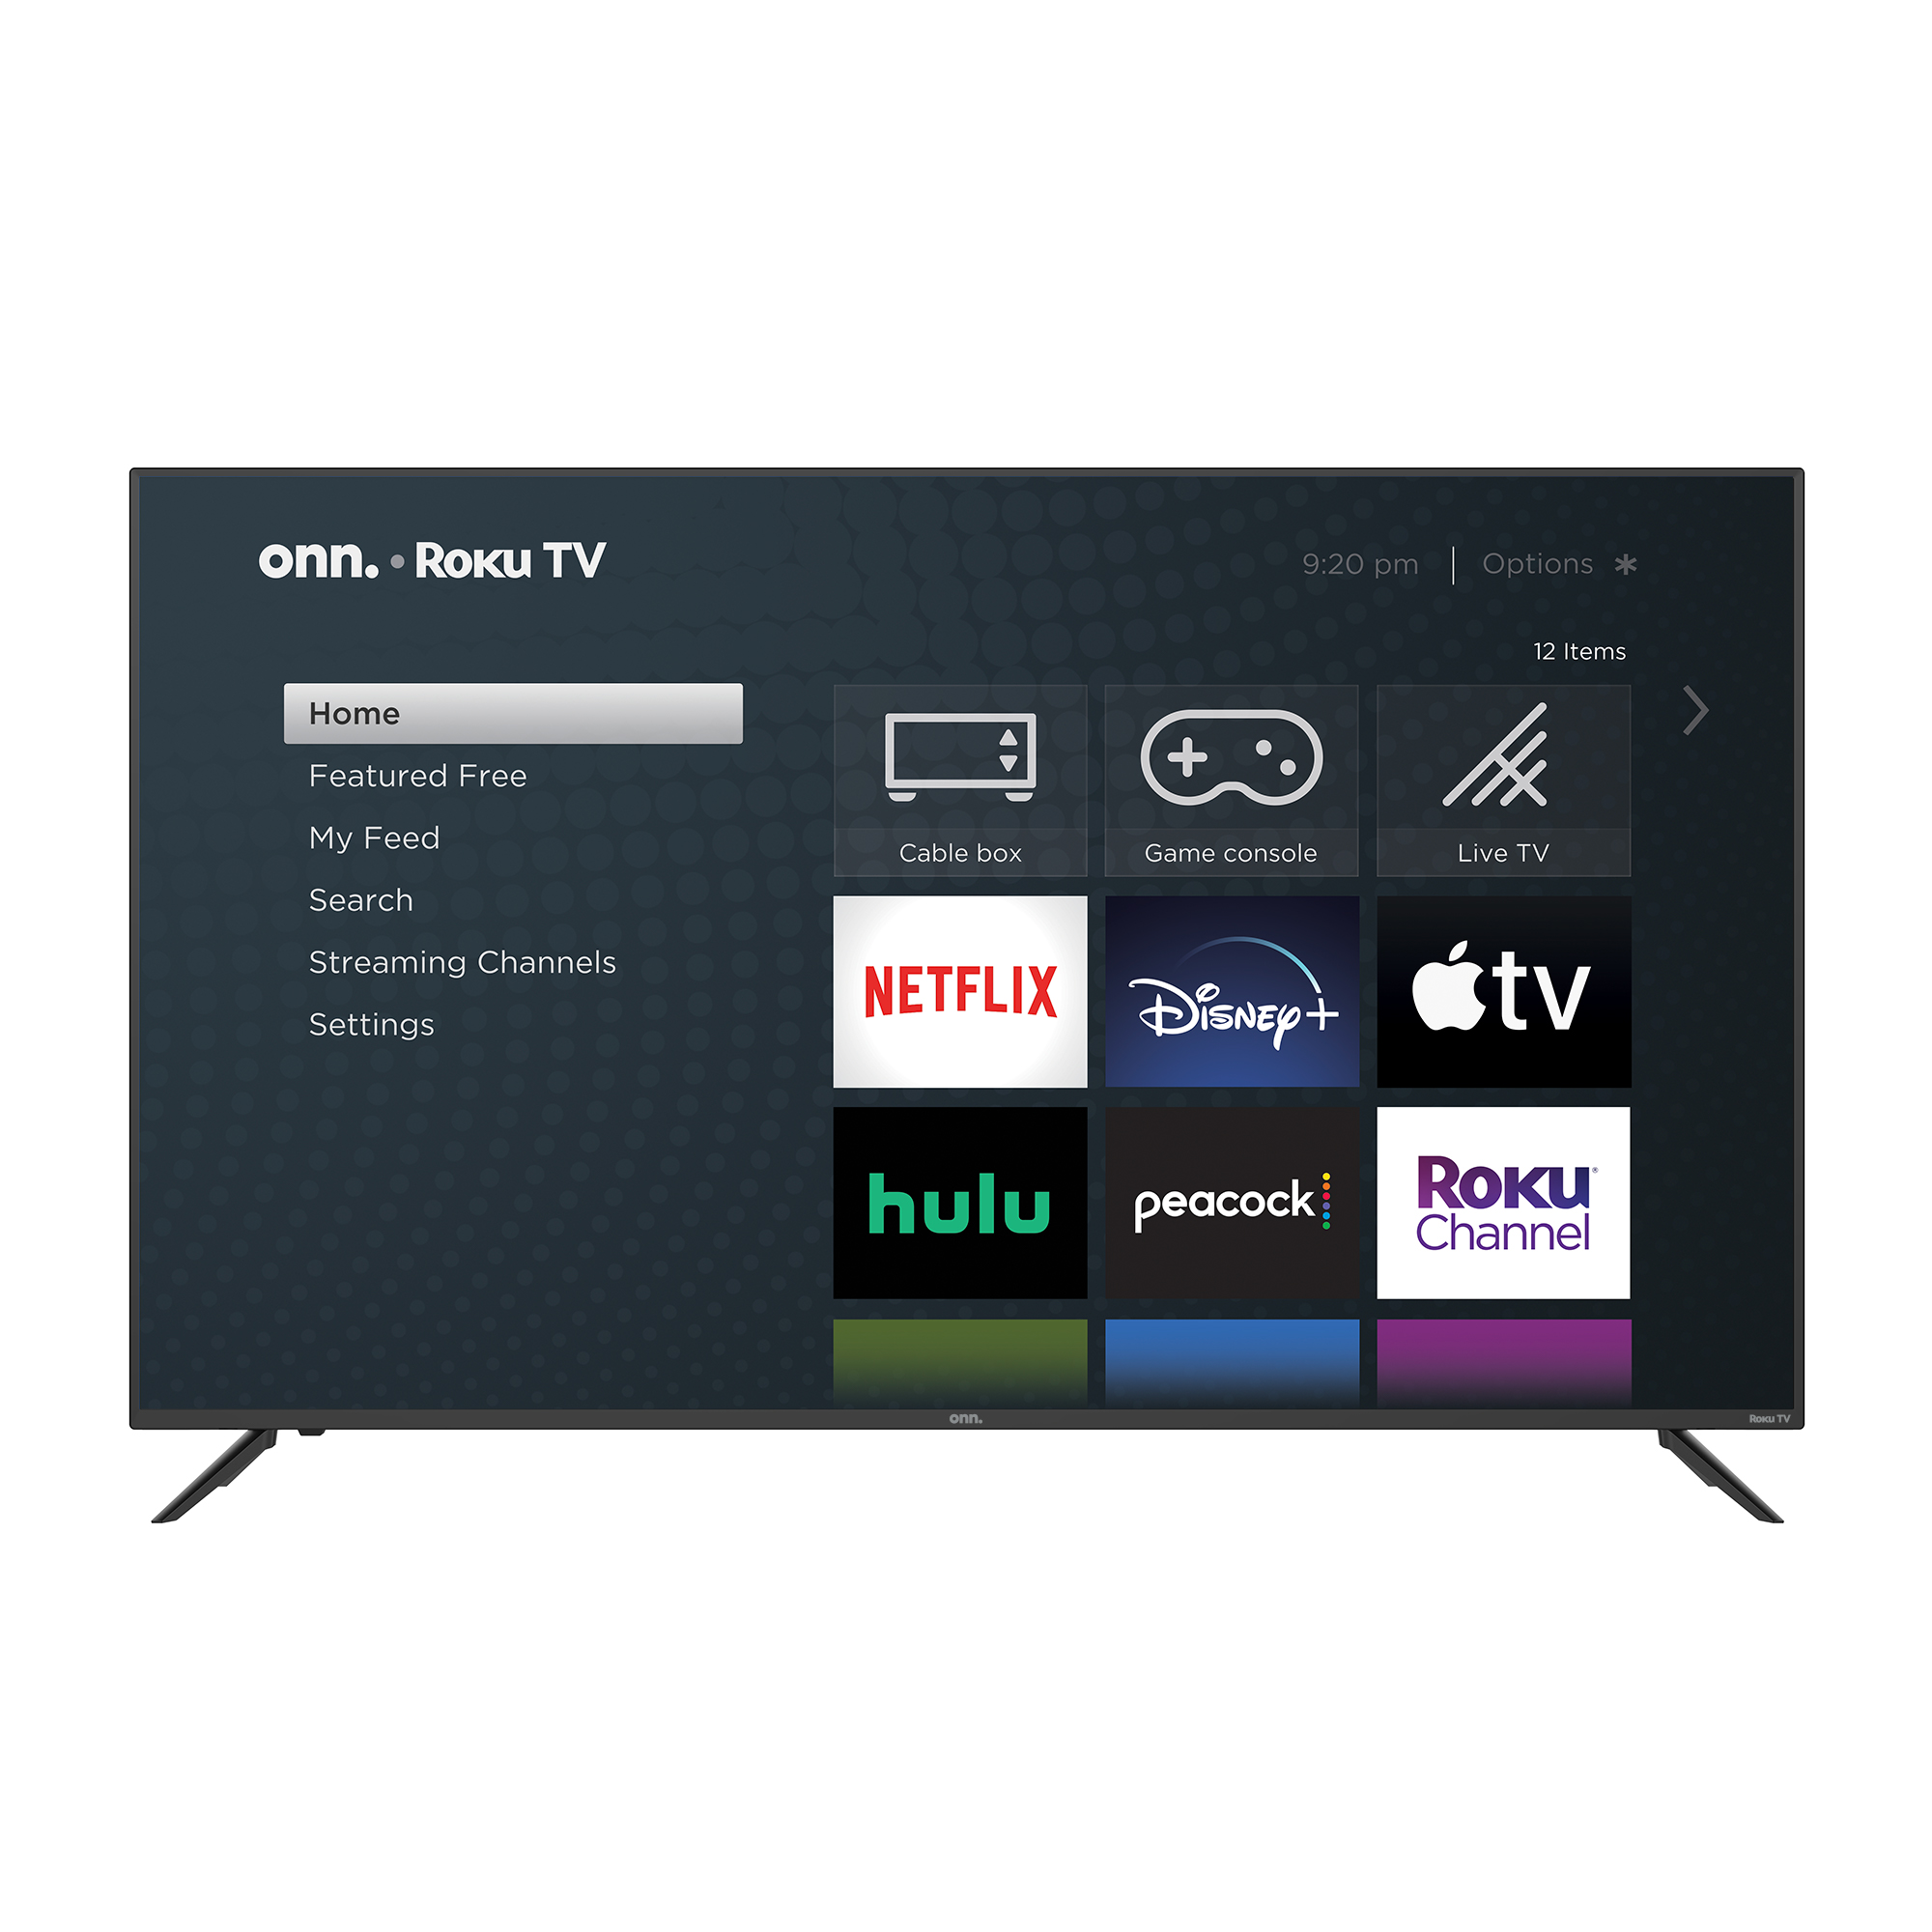 onn. • Roku TV
9:20 pm | Options *
12 Items
Home
Featured Free
My Feed
Search
Streaming Channels
Settings
Cable box
Game console
Live TV
NETFLIX
Disney+
tv
hulu
peacock
Roku
Channel
onn.
Roku TV